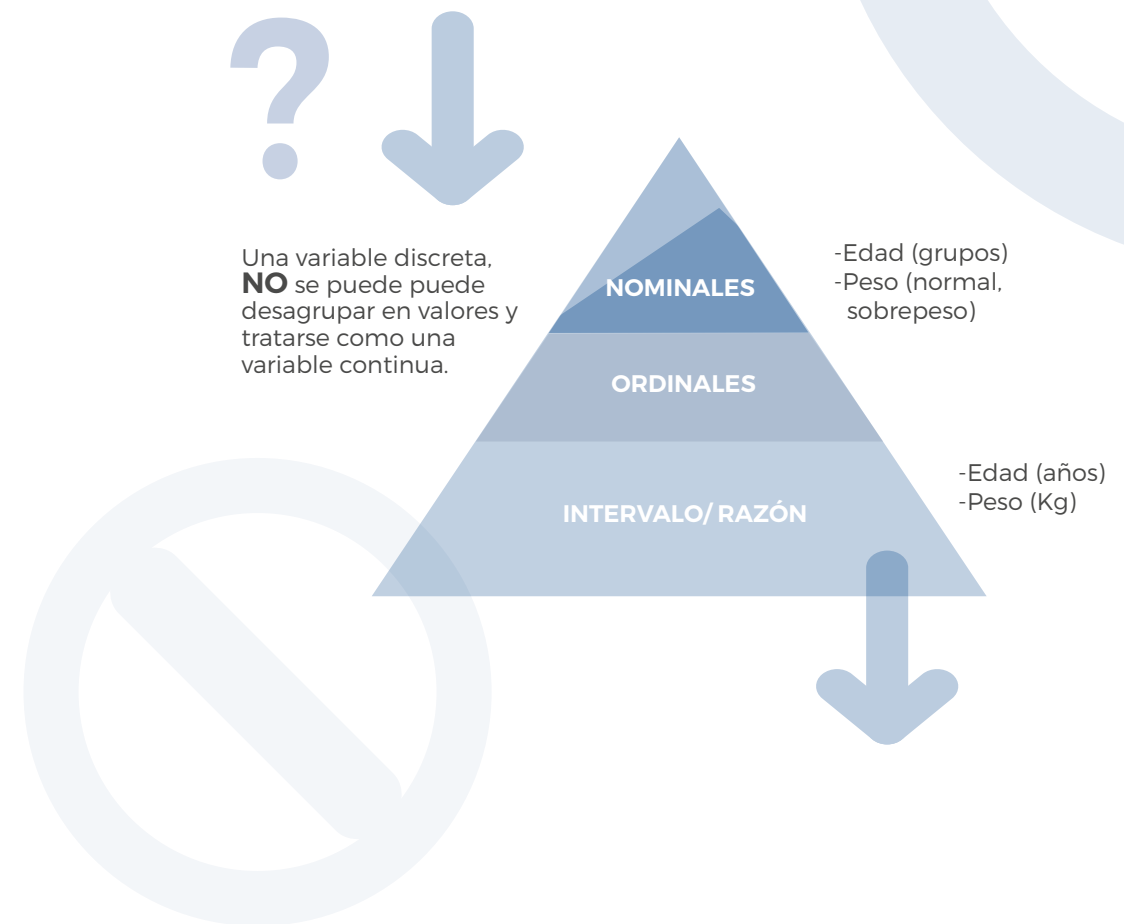 ?
Una variable discreta,
NO se puede puede
desagrupar en valores y
tratarse como una
variable continua.
NOMINALES
ORDINALES
INTERVALO/ RAZÓN
-Edad (grupos)
-Peso (normal,
sobrepeso)
-Edad (años)
-Peso (Kg)